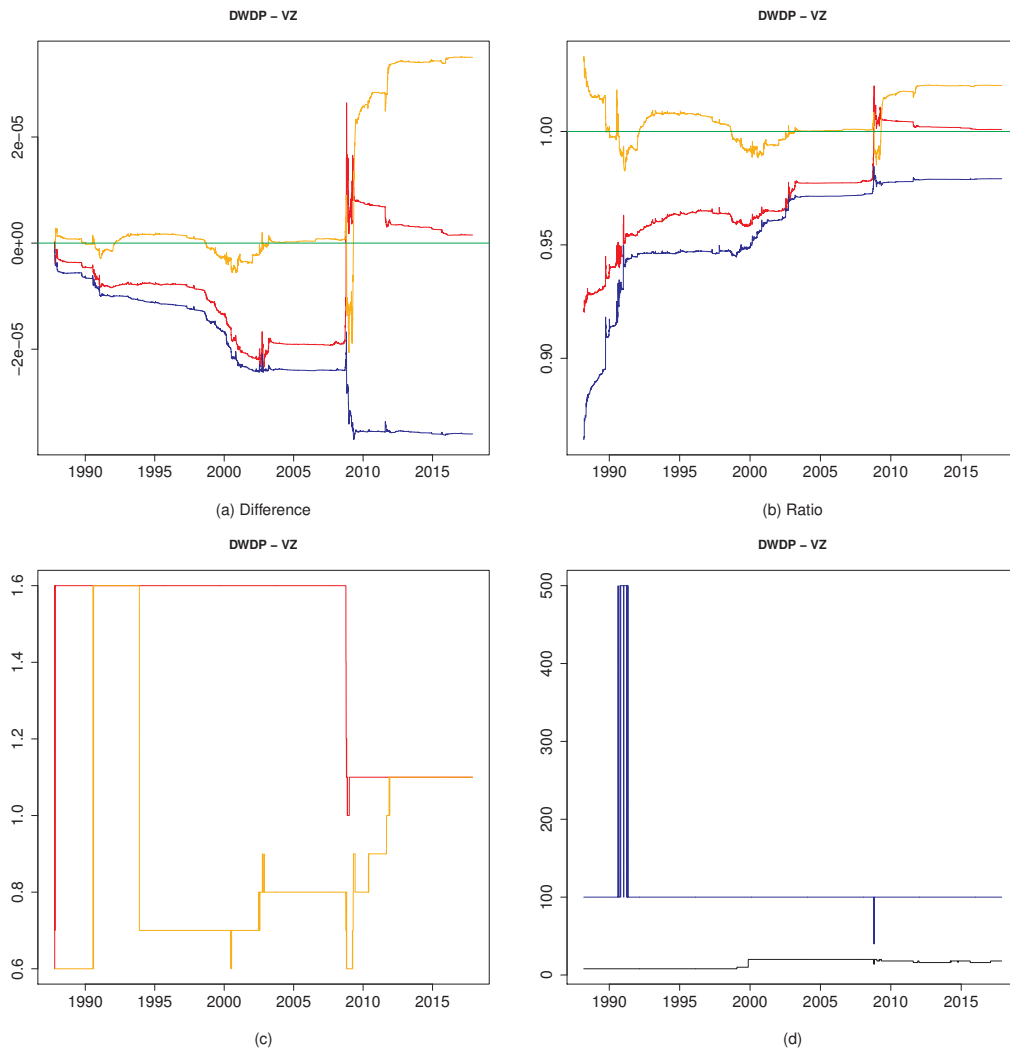 DWDP – VZ
2e−05
0e+00
−2e−05
1990 1995 2000 2005 2010 2015
(a) Difference
DWDP – VZ
1.00
0.95
0.90
1990 1995 2000 2005 2010 2015
(b) Ratio
DWDP – VZ
1.6
1.4
1.2
1.0
0.8
0.6
1990 1995 2000 2005 2010 2015
(c)
DWDP – VZ
500
400
300
200
100
0
1990 1995 2000 2005 2010 2015
(d)